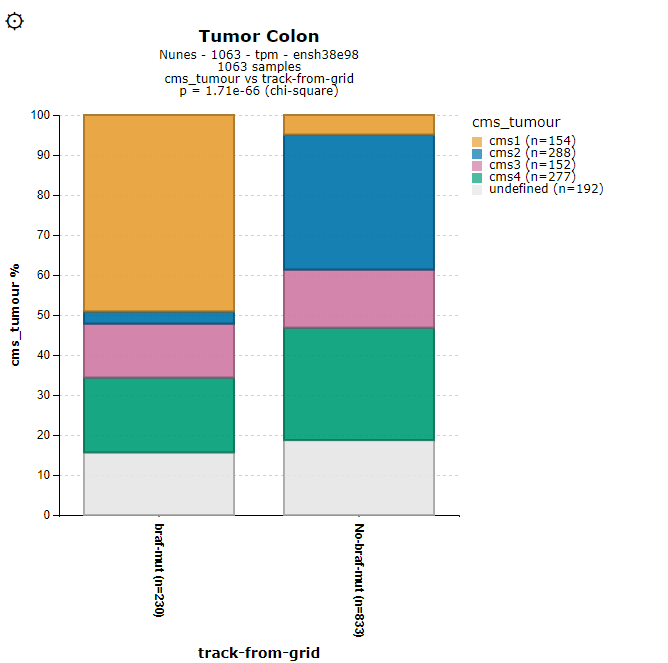 Tumor Colon
Nunes - 1063 - tpm - ensh38e98
1063 samples
cms_tumour vs track-from-grid
p = 1.71e-66 (chi-square)
100
90
80
70
60
50
40
30
20
10
0
cms_tumour %
cms_tumour
cms1 (n=154)
cms2 (n=288)
cms3 (n=152)
cms4 (n=277)
undefined (n=192)
braf-mut (n=230)
No-braf-mut (n=833)
track-from-grid